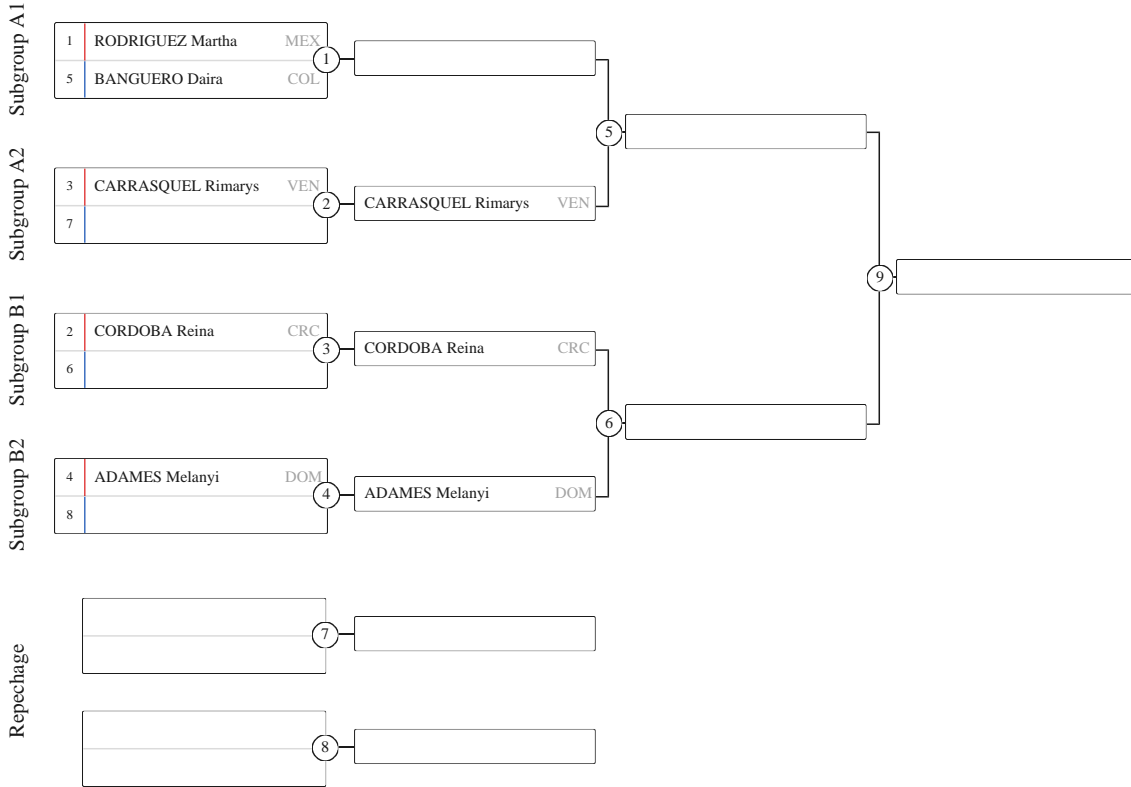 Subgroup A1
1 RODRIGUEZ Martha MEX
5 BANGUERO Daira COL
1
5
Subgroup A2
3 CARRASQUEL Rimarys VEN
7
2
CARRASQUEL Rimarys VEN
9
Subgroup B1
2 CORDOBA Reina CRC
6
3
CORDOBA Reina CRC
6
Subgroup B2
4 ADAMES Melanyi DOM
8
4
ADAMES Melanyi DOM
Repechage
7
8